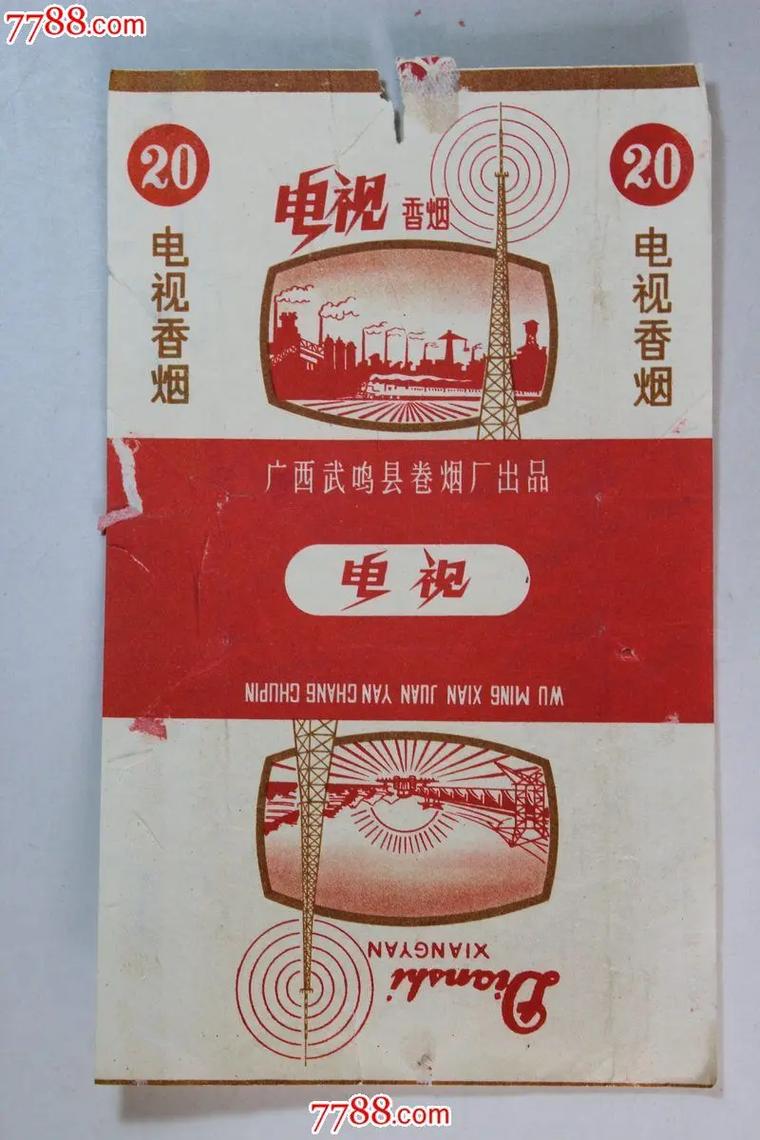 7788.com
20
20
电视 香烟
电视香烟
电视香烟
广西武鸣县卷烟厂出品
电视
WU MING XIAN JUAN YAN CHANG CHUPIN
Dianshi
XIANGYAN
7788.com